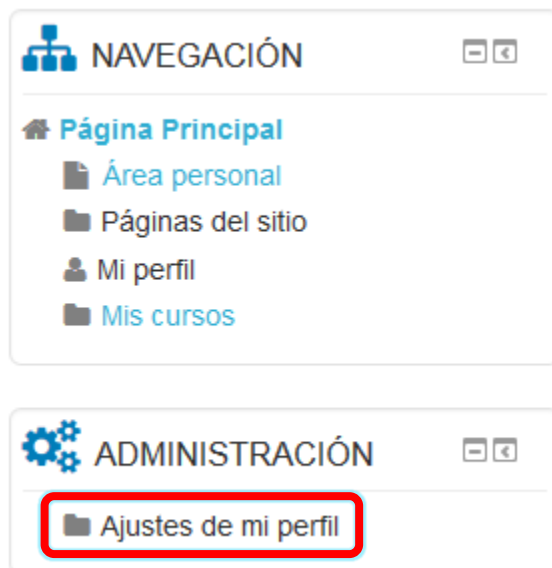 NAVEGACIÓN
Página Principal
Área personal
Páginas del sitio
Mi perfil
Mis cursos
ADMINISTRACIÓN
Ajustes de mi perfil